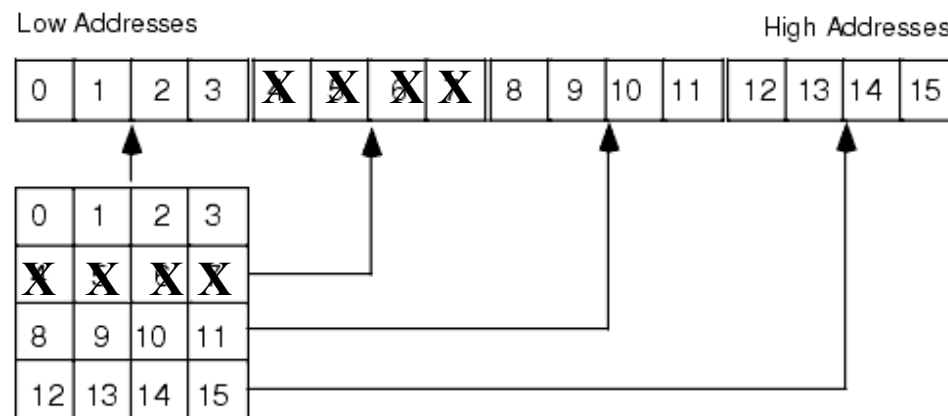 Low Addresses High Addresses
0 1 2 3 X X X X 8 9 10 11 12 13 14 15
0 1 2 3
X X X X
8 9 10 11
12 13 14 15